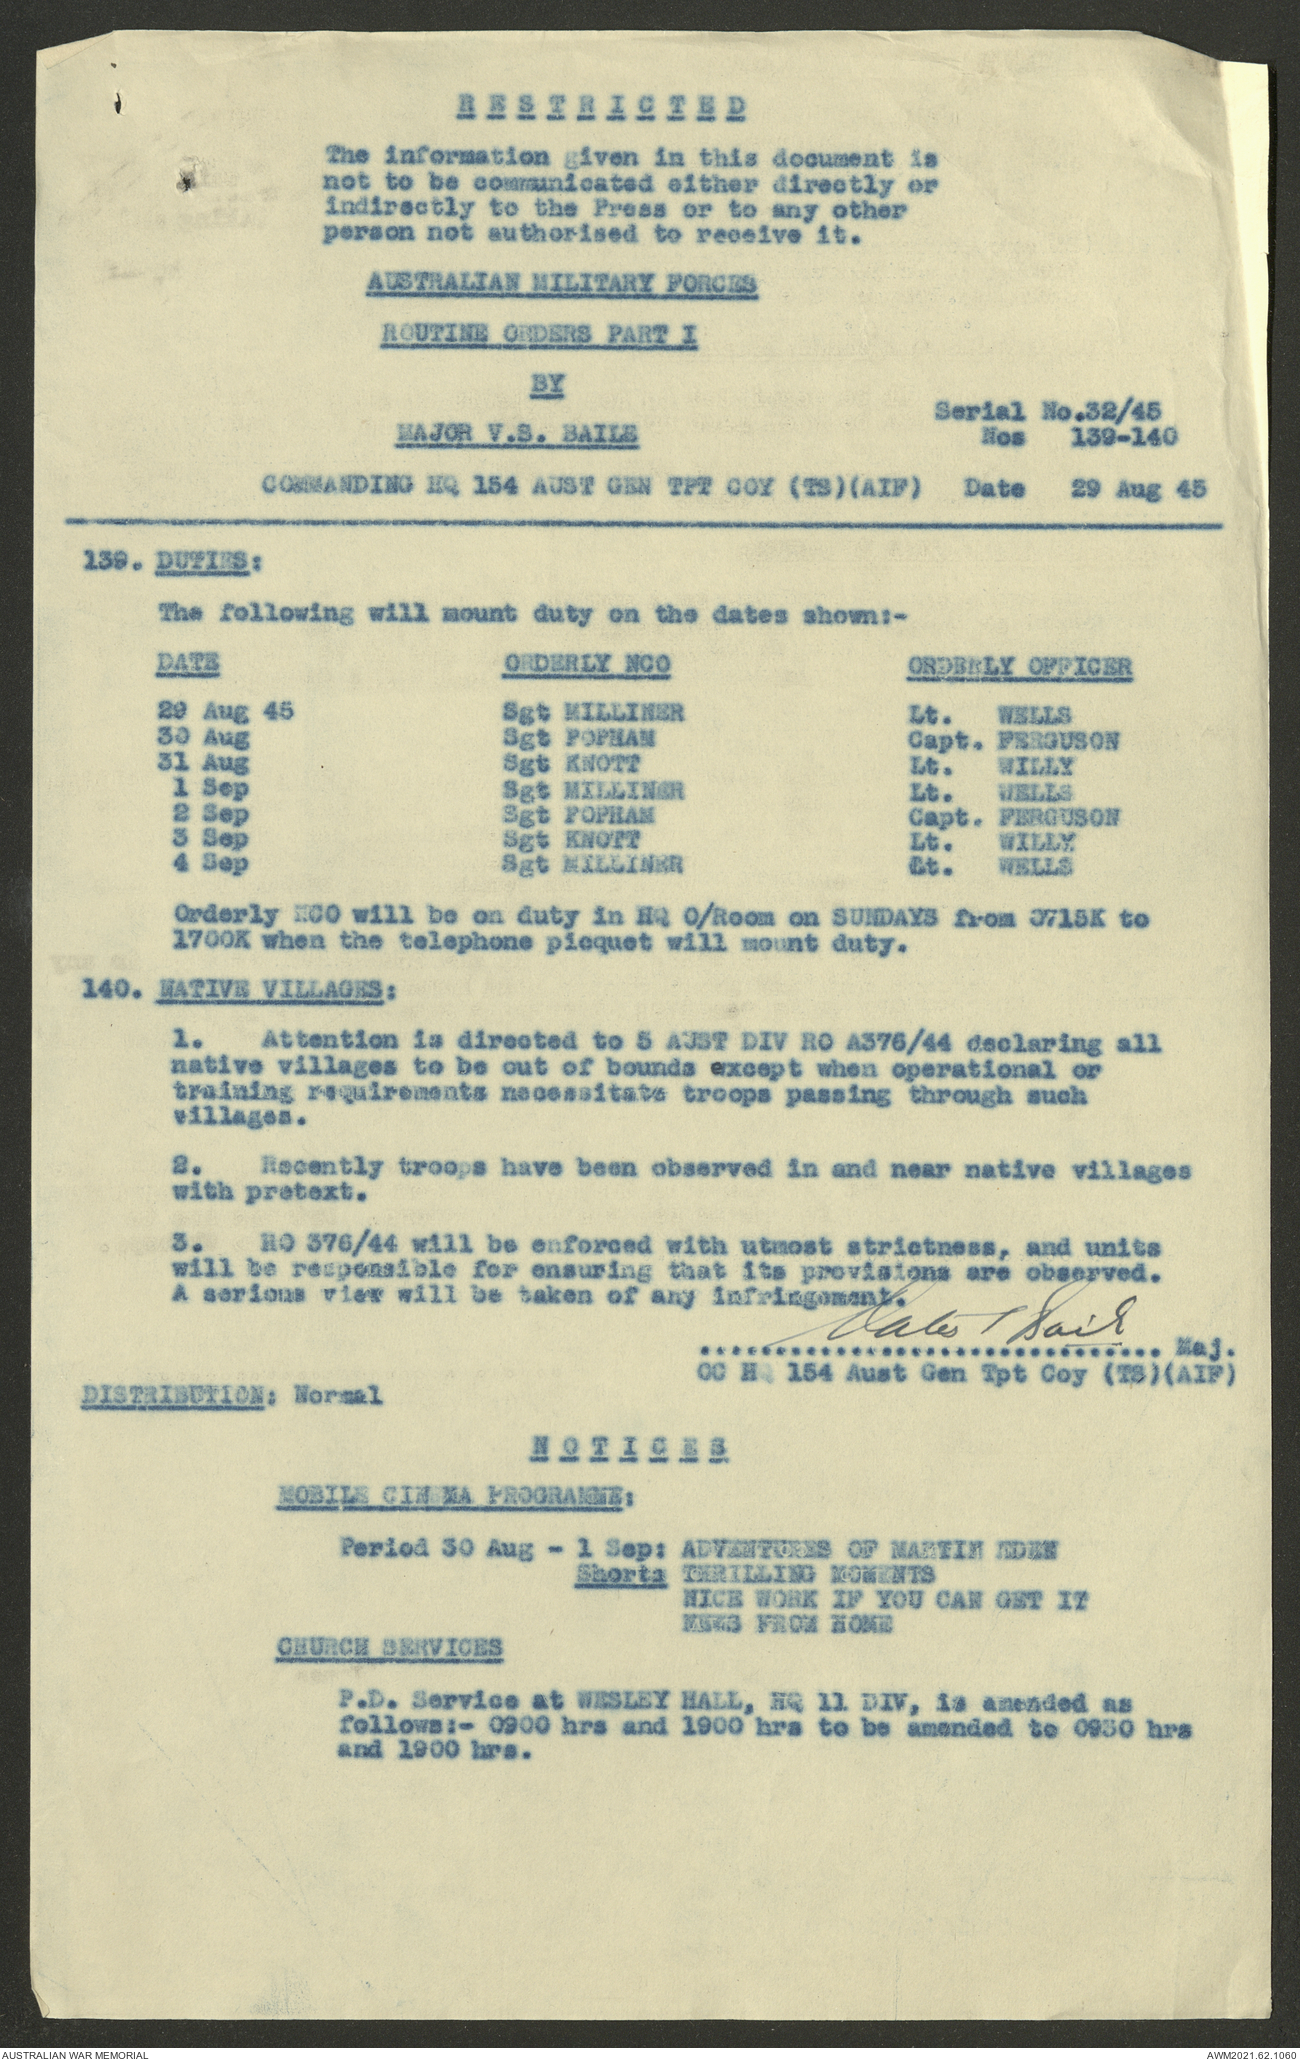 RESTRICTED
The information given in this document is
not to be communicated either directly or
indirectly to the Press or to any other
person not authorised to receive it.
AUSTRALIAN MILITARY FORCES
ROUTINE ORDERS PART I
BY
MAJOR V.S. BAILE
Serial No.32/45
Nos 139-140
COMMANDING HQ 154 AUST GEN TPT COY (TS)(AIF) Date 29 Aug 45
139. DUTIES:
The following will mount duty on the dates shown:-
DATE ORDERLY NCO ORDERLY OFFICER
29 Aug 45 Sgt MILLINER Lt. WELLS
30 Aug Sgt POPHAM Capt. FERGUSON
31 Aug Sgt KNOTT Lt. WILLY
1 Sep Sgt MILLINER Lt. WELLS
2 Sep Sgt POPHAM Capt. FERGUSON
3 Sep Sgt KNOTT Lt. WILLY
4 Sep Sgt MILLINER Lt. WELLS
Orderly NCO will be on duty in HQ O/Room on SUNDAYS from 0715K to
1700K when the telephone picquet will mount duty.
140. NATIVE VILLAGES:
1. Attention is directed to 5 AUST DIV RO A376/44 declaring all
native villages to be out of bounds except when operational or
training requirements necessitate troops passing through such
villages.
2. Recently troops have been observed in and near native villages
with pretext.
3. RO 376/44 will be enforced with utmost strictness, and units
will be responsible for ensuring that its provisions are observed.
A serious view will be taken of any infringement.
............................... Maj.
OC HQ 154 Aust Gen Tpt Coy (TS)(AIF)
DISTRIBUTION: Normal
NOTICES
MOBILE CINEMA PROGRAMME:
Period 30 Aug - 1 Sep: ADVENTURES OF MARTIN EDEN
Shorts THRILLING MOMENTS
NICE WORK IF YOU CAN GET IT
NEWS FROM HOME
CHURCH SERVICES
P.D. Service at WESLEY HALL, HQ 11 DIV, is amended as
follows:- 0900 hrs and 1900 hrs to be amended to 0930 hrs
and 1900 hrs.
AUSTRALIAN WAR MEMORIAL
AWM2021.62.1060